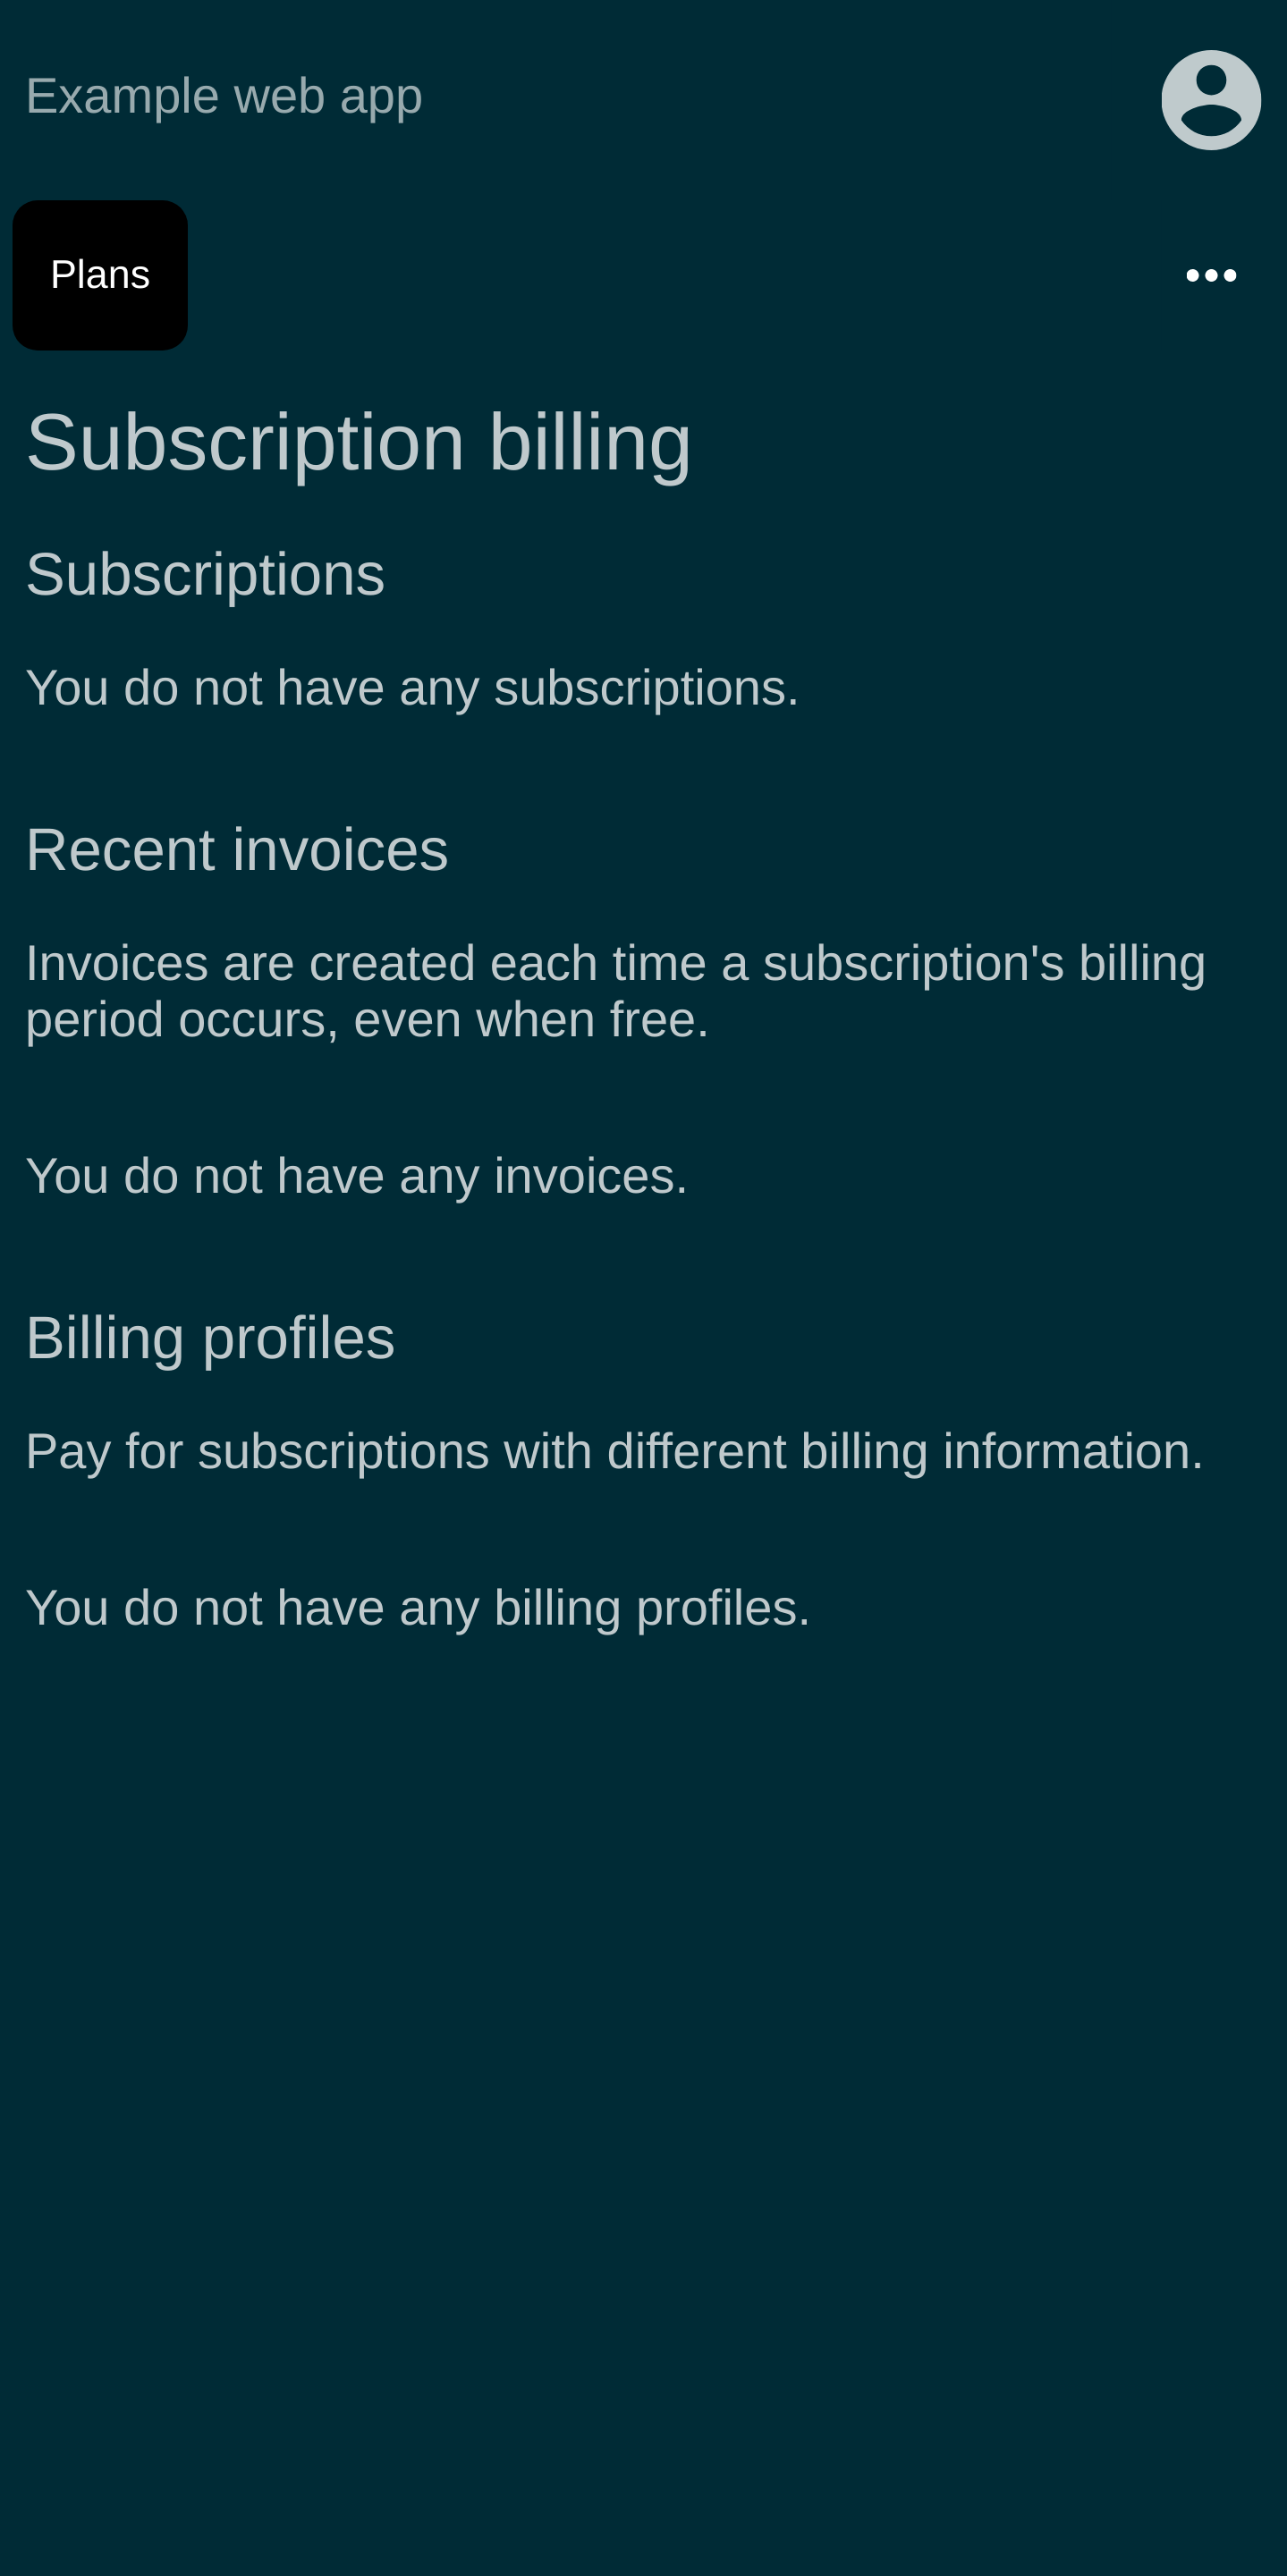 Example web app
Plans
Subscription billing
Subscriptions
You do not have any subscriptions.
Recent invoices
Invoices are created each time a subscription's billing
period occurs, even when free.
You do not have any invoices.
Billing profiles
Pay for subscriptions with different billing information.
You do not have any billing profiles.